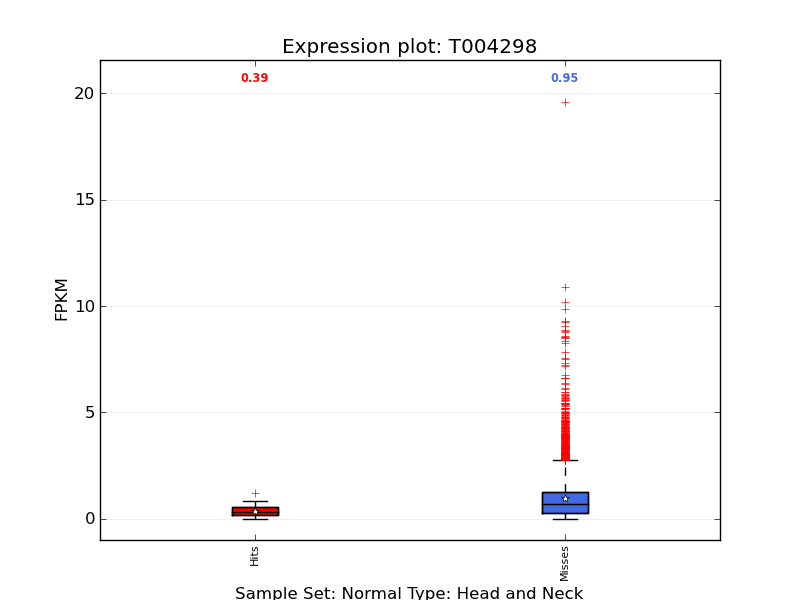 Expression plot: T004298
0.39 0.95
20
15
10
5
0
FPKM
Hits Misses
Sample Set: Normal Type: Head and Neck